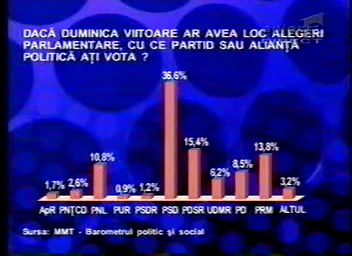 DACĂ DUMINICA VIITOARE AR AVEA LOC ALEGERI
PARLAMENTARE, CU CE PARTID SAU ALIANȚĂ
POLITICĂ AȚI VOTA ?
1,7% 2,6% 10,8% 0,9% 1,2% 36,6% 15,4% 6,2% 8,5% 13,8% 3,2%
ApR PNȚCD PNL PUR PSDR PSD PDSR UDMR PD PRM ALTUL
Sursa: MMT - Barometrul politic și social